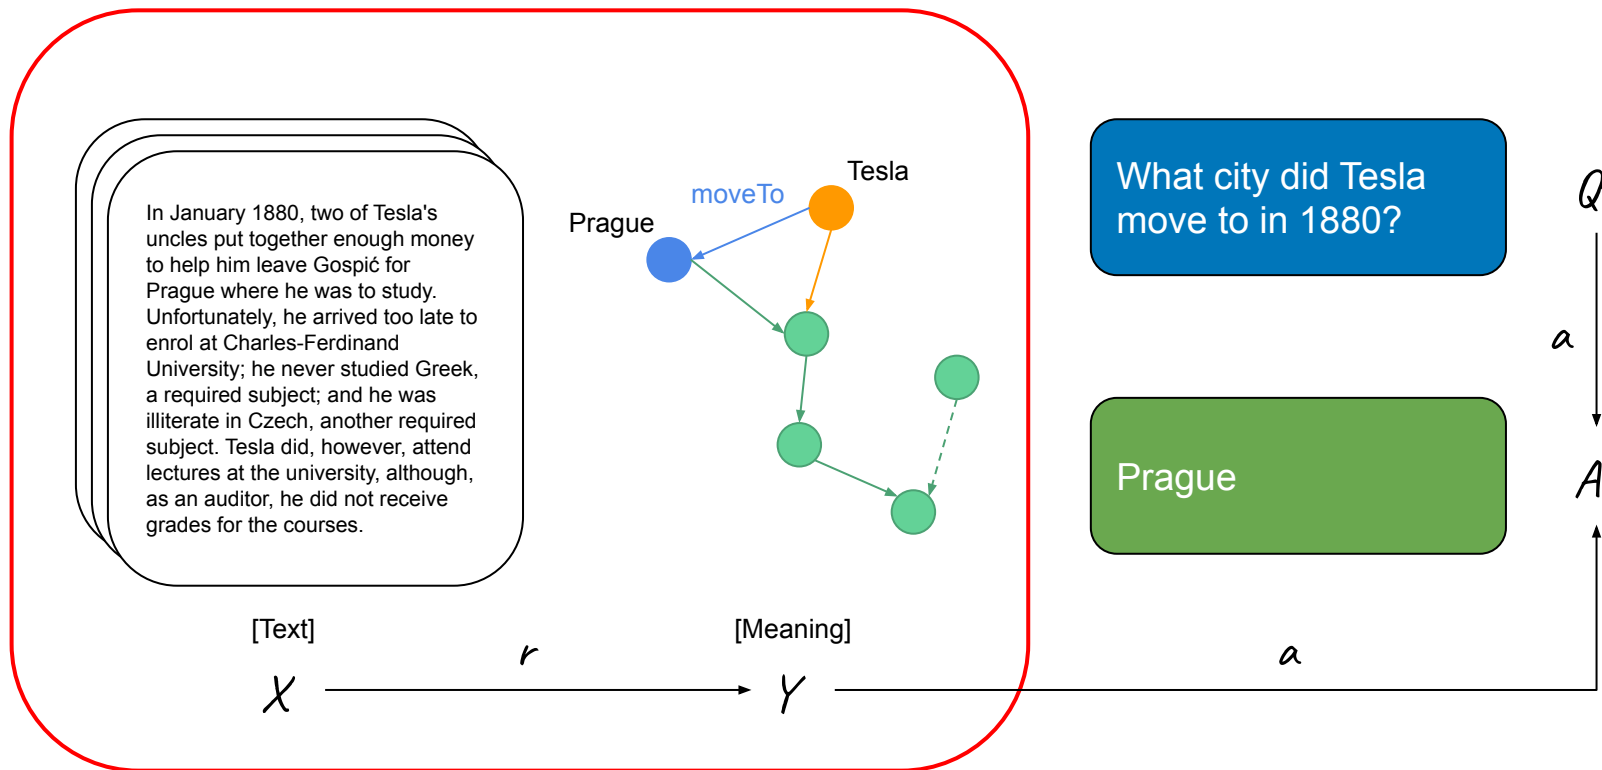 In January 1880, two of Tesla's
uncles put together enough money
to help him leave Gospić for
Prague where he was to study.
Unfortunately, he arrived too late to
enrol at Charles-Ferdinand
University; he never studied Greek,
a required subject; and he was
illiterate in Czech, another required
subject. Tesla did, however, attend
lectures at the university, although,
as an auditor, he did not receive
grades for the courses.
[Text]
X
r
Tesla
moveTo
Prague
[Meaning]
Y
What city did Tesla
move to in 1880?
Q
a
Prague
A
a